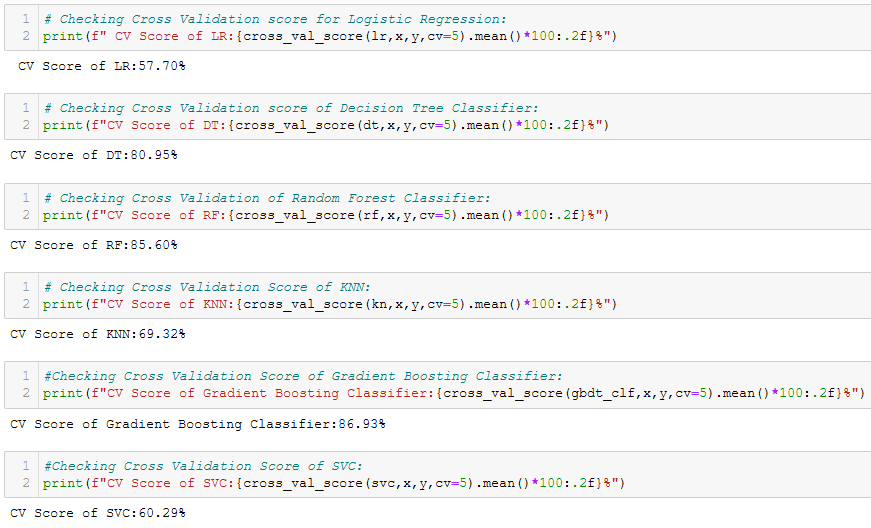 1 # Checking Cross Validation score for Logistic Regression:
2 print(f" CV Score of LR:{cross_val_score(lr,x,y,cv=5).mean()*100:.2f}%")
CV Score of LR:57.70%
1 # Checking Cross Validation score of Decision Tree Classifier:
2 print(f"CV Score of DT:{cross_val_score(dt,x,y,cv=5).mean()*100:.2f}%")
CV Score of DT:80.95%
1 # Checking Cross Validation of Random Forest Classifier:
2 print(f"CV Score of RF:{cross_val_score(rf,x,y,cv=5).mean()*100:.2f}%")
CV Score of RF:85.60%
1 # Checking Cross Validation Score of KNN:
2 print(f"CV Score of KNN:{cross_val_score(kn,x,y,cv=5).mean()*100:.2f}%")
CV Score of KNN:69.32%
1 #Checking Cross Validation Score of Gradient Boosting Classifier:
2 print(f"CV Score of Gradient Boosting Classifier:{cross_val_score(gbdt_clf,x,y,cv=5).mean()*100:.2f}%")
CV Score of Gradient Boosting Classifier:86.93%
1 #Checking Cross Validation Score of SVC:
2 print(f"CV Score of SVC:{cross_val_score(svc,x,y,cv=5).mean()*100:.2f}%")
CV Score of SVC:60.29%